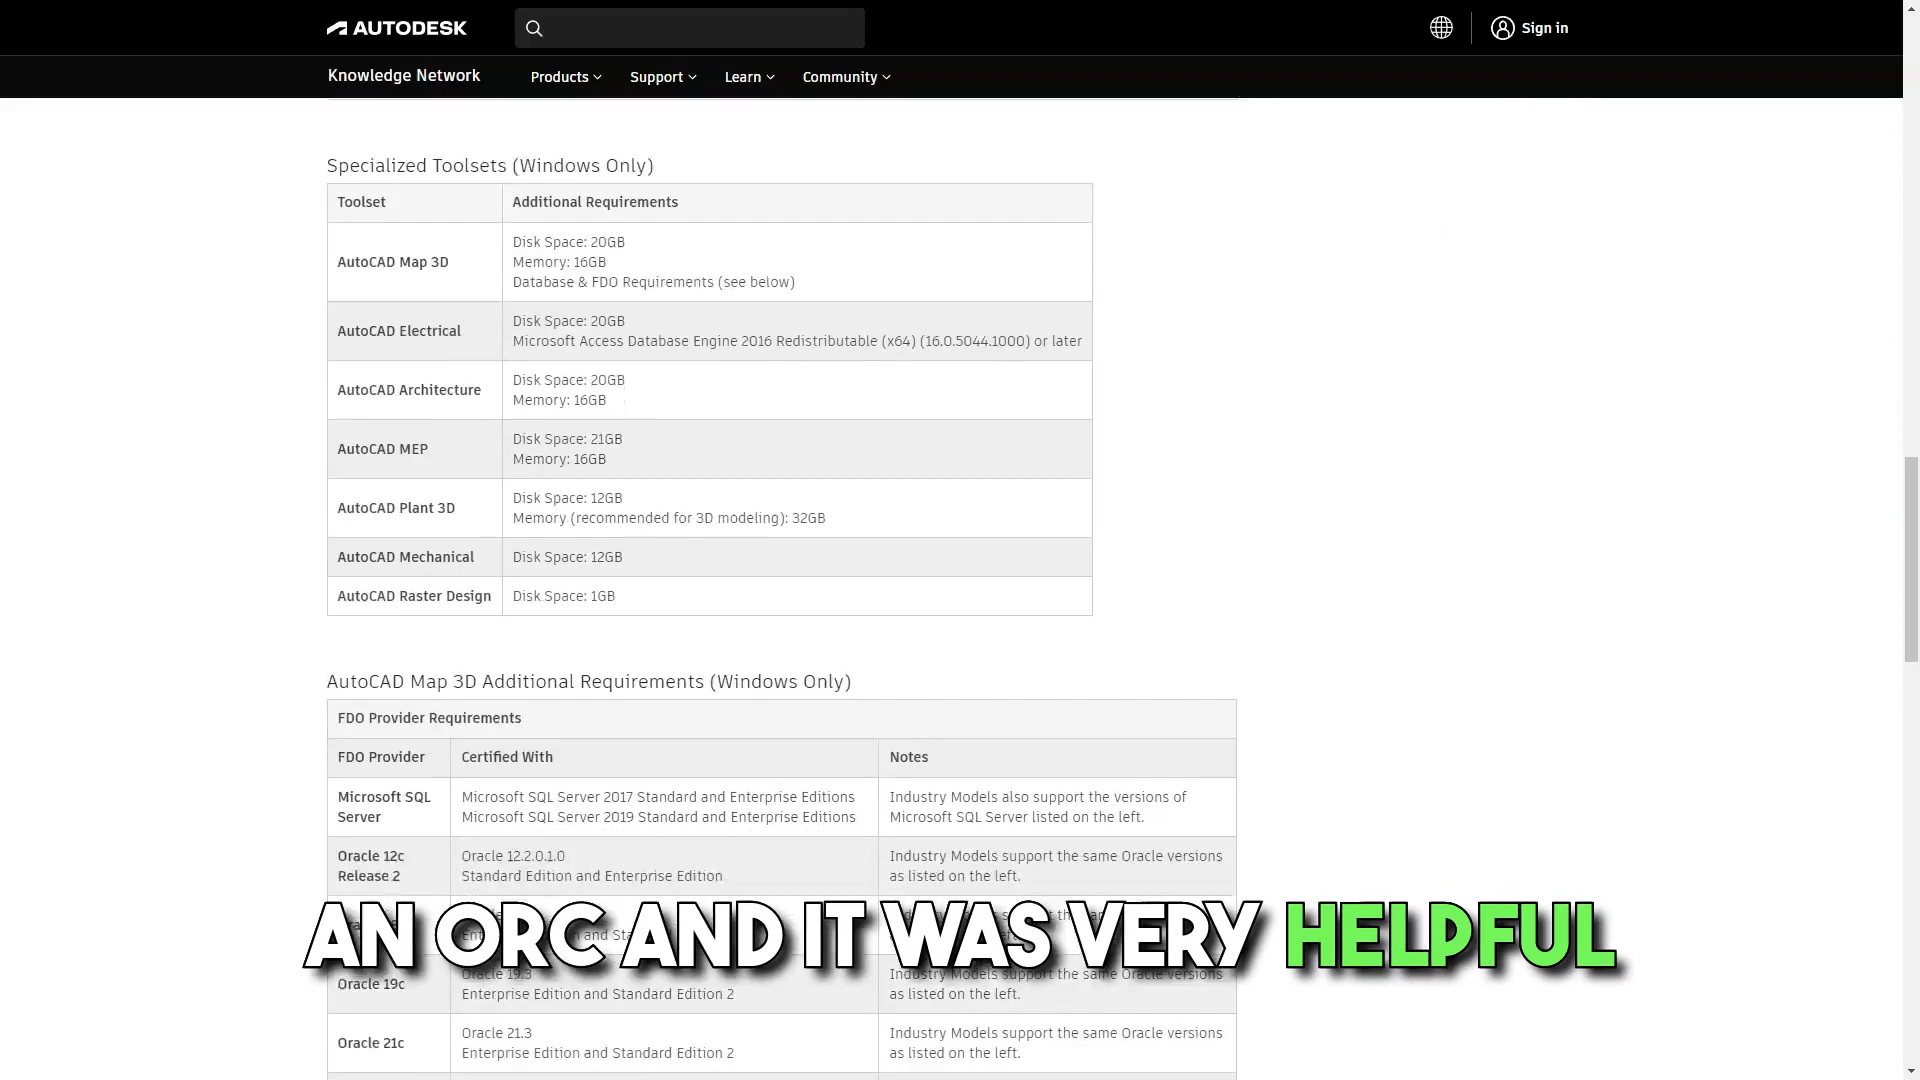 AUTODESK
Sign in
Knowledge Network
Products
Support
Learn
Community
Specialized Toolsets (Windows Only)
Toolset
Additional Requirements
AutoCAD Map 3D
Disk Space: 20GB
Memory: 16GB
Database & FDO Requirements (see below)
AutoCAD Electrical
Disk Space: 20GB
Microsoft Access Database Engine 2016 Redistributable (x64) (16.0.5044.1000) or later
AutoCAD Architecture
Disk Space: 20GB
Memory: 16GB
AutoCAD MEP
Disk Space: 21GB
Memory: 16GB
AutoCAD Plant 3D
Disk Space: 12GB
Memory (recommended for 3D modeling): 32GB
AutoCAD Mechanical
Disk Space: 12GB
AutoCAD Raster Design
Disk Space: 1GB
AutoCAD Map 3D Additional Requirements (Windows Only)
FDO Provider Requirements
FDO Provider
Certified With
Notes
Microsoft SQL
Server
Microsoft SQL Server 2017 Standard and Enterprise Editions
Microsoft SQL Server 2019 Standard and Enterprise Editions
Industry Models also support the versions of
Microsoft SQL Server listed on the left.
Oracle 12c
Release 2
Oracle 12.2.0.1.0
Standard Edition and Enterprise Edition
Industry Models support the same Oracle versions
as listed on the left.
AN ORC AND IT WAS VERY HELPFUL
Oracle 19c
Oracle 19.3
Enterprise Edition and Standard Edition 2
Industry Models support the same Oracle versions
as listed on the left.
Oracle 21c
Oracle 21.3
Enterprise Edition and Standard Edition 2
Industry Models support the same Oracle versions
as listed on the left.